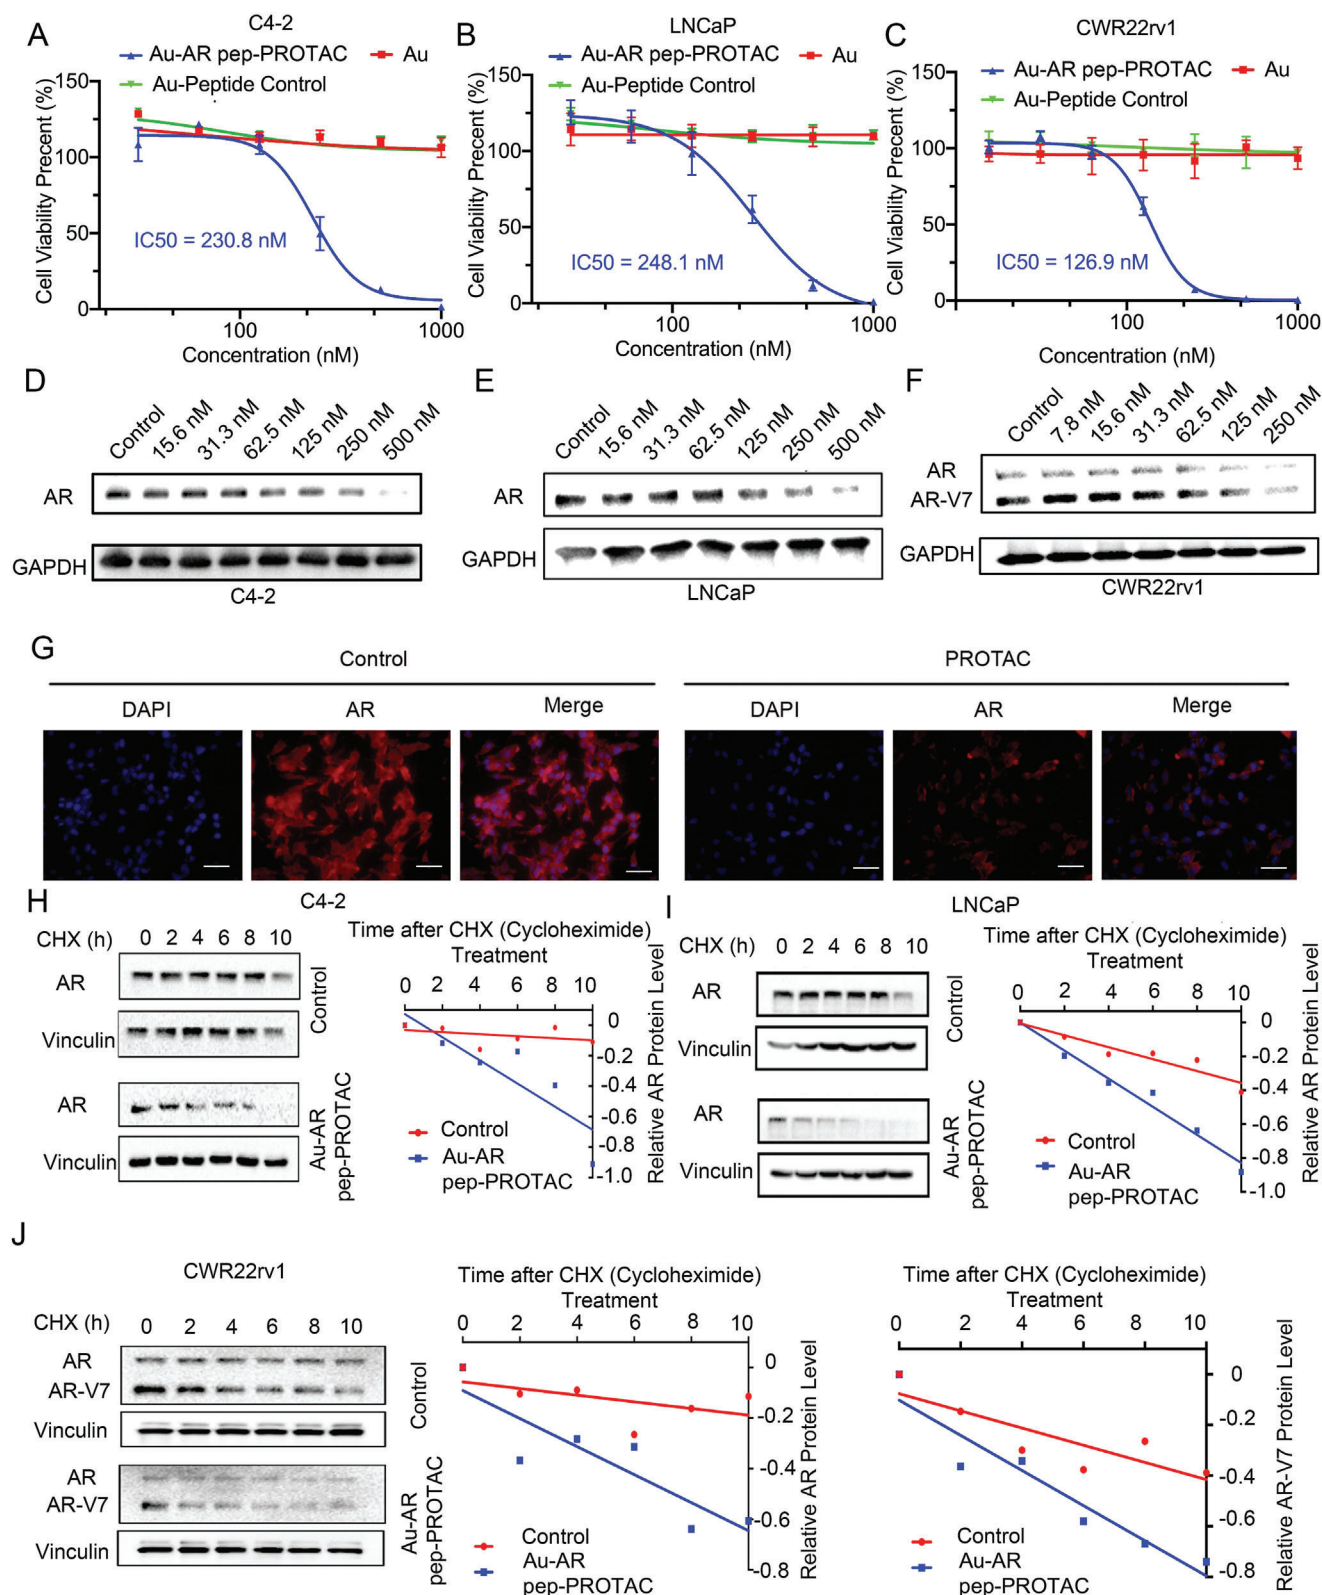 A
C4-2
Au-AR pep-PROTAC
Au
Au-Peptide Control
Cell Viability Precent (%)
150
100
50
0
IC50 = 230.8 nM
100
1000
Concentration (nM)
B
LNCaP
Au-AR pep-PROTAC
Au
Au-Peptide Control
Cell Viability Precent (%)
150
100
50
0
IC50 = 248.1 nM
100
1000
Concentration (nM)
C
CWR22rv1
Au-AR pep-PROTAC
Au
Au-Peptide Control
Cell Viability Precent (%)
150
100
50
0
IC50 = 126.9 nM
100
1000
Concentration (nM)
D
Control 15.6 nM 31.3 nM 62.5 nM 125 nM 250 nM 500 nM
AR
GAPDH
C4-2
E
Control 15.6 nM 31.3 nM 62.5 nM 125 nM 250 nM 500 nM
AR
GAPDH
LNCaP
F
Control 7.8 nM 15.6 nM 31.3 nM 62.5 nM 125 nM 250 nM
AR
AR-V7
GAPDH
CWR22rv1
G
Control
PROTAC
DAPI AR Merge
DAPI AR Merge
H
C4-2
CHX (h) 0 2 4 6 8 10
AR
Vinculin
Control
AR
Vinculin
Au-AR
pep-PROTAC
Time after CHX (Cycloheximide)
Treatment
0 2 4 6 8 10
0
-0.2
-0.4
-0.6
-0.8
-1.0
Relative AR Protein Level
Control
Au-AR
pep-PROTAC
I
LNCaP
CHX (h) 0 2 4 6 8 10
AR
Vinculin
Control
AR
Vinculin
Au-AR
pep-PROTAC
Time after CHX (Cycloheximide)
Treatment
0 2 4 6 8 10
0
-0.2
-0.4
-0.6
-0.8
-1.0
Relative AR Protein Level
Control
Au-AR
pep-PROTAC
J
CWR22rv1
CHX (h) 0 2 4 6 8 10
AR
AR-V7
Vinculin
Control
AR
AR-V7
Vinculin
Au-AR
pep-PROTAC
Time after CHX (Cycloheximide)
Treatment
0 2 4 6 8 10
0
-0.2
-0.4
-0.6
-0.8
Relative AR Protein Level
Control
Au-AR
pep-PROTAC
Time after CHX (Cycloheximide)
Treatment
0 2 4 6 8 10
0
-0.2
-0.4
-0.6
-0.8
Relative AR-V7 Protein Level
Control
Au-AR
pep-PROTAC